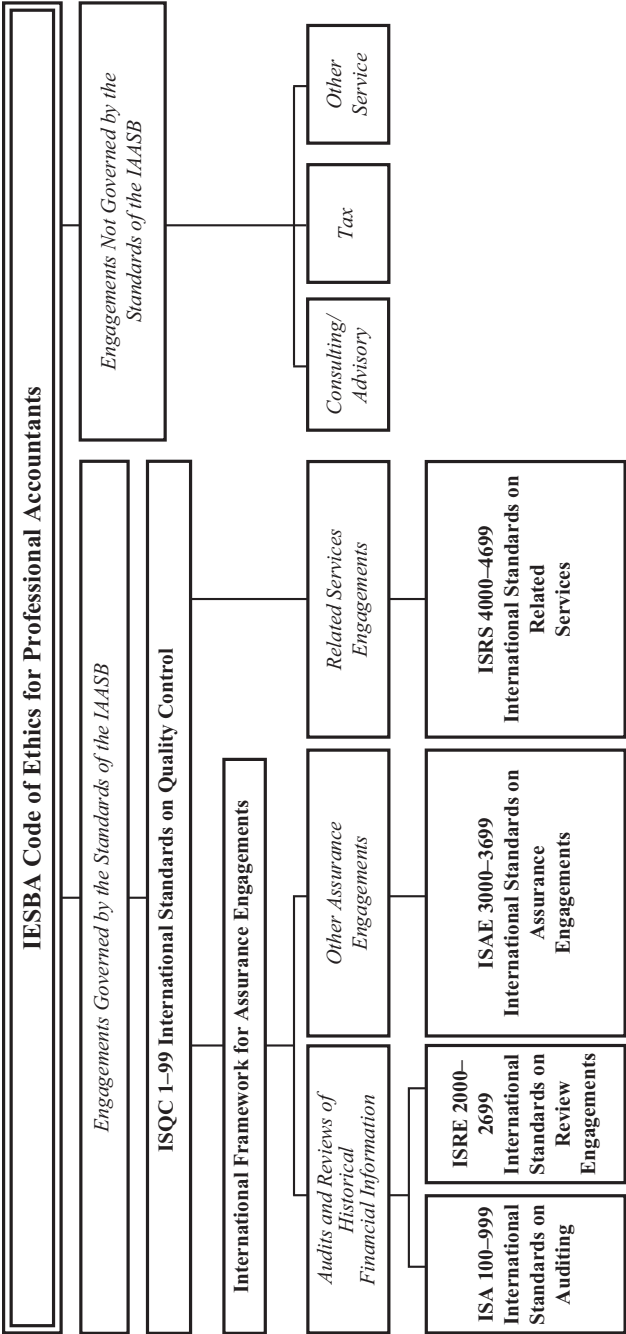 IESBA Code of Ethics for Professional Accountants
Engagements Governed by the Standards of the IAASB
Engagements Not Governed by the
Standards of the IAASB
ISQC 1–99 International Standards on Quality Control
International Framework for Assurance Engagements
Audits and Reviews of
Historical
Financial Information
Other Assurance
Engagements
Related Services
Engagements
Consulting/
Advisory
Tax
Other
Service
ISA 100–999
International
Standards on
Auditing
ISRE 2000–
2699
International
Standards on
Review
Engagements
ISAE 3000–3699
International Standards on
Assurance
Engagements
ISRS 4000–4699
International Standards on
Related
Services